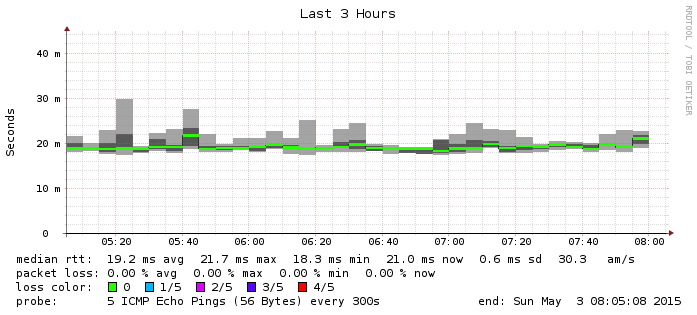 Last 3 Hours
RRDTOOL / TOBI OETIKER
Seconds
40 m
30 m
20 m
10 m
0
05:20 05:40 06:00 06:20 06:40 07:00 07:20 07:40 08:00
median rtt: 19.2 ms avg 21.7 ms max 18.3 ms min 21.0 ms now 0.6 ms sd 30.3 am/s
packet loss: 0.00 % avg 0.00 % max 0.00 % min 0.00 % now
loss color: 0 1/5 2/5 3/5 4/5
probe: 5 ICMP Echo Pings (56 Bytes) every 300s end: Sun May 3 08:05:08 2015